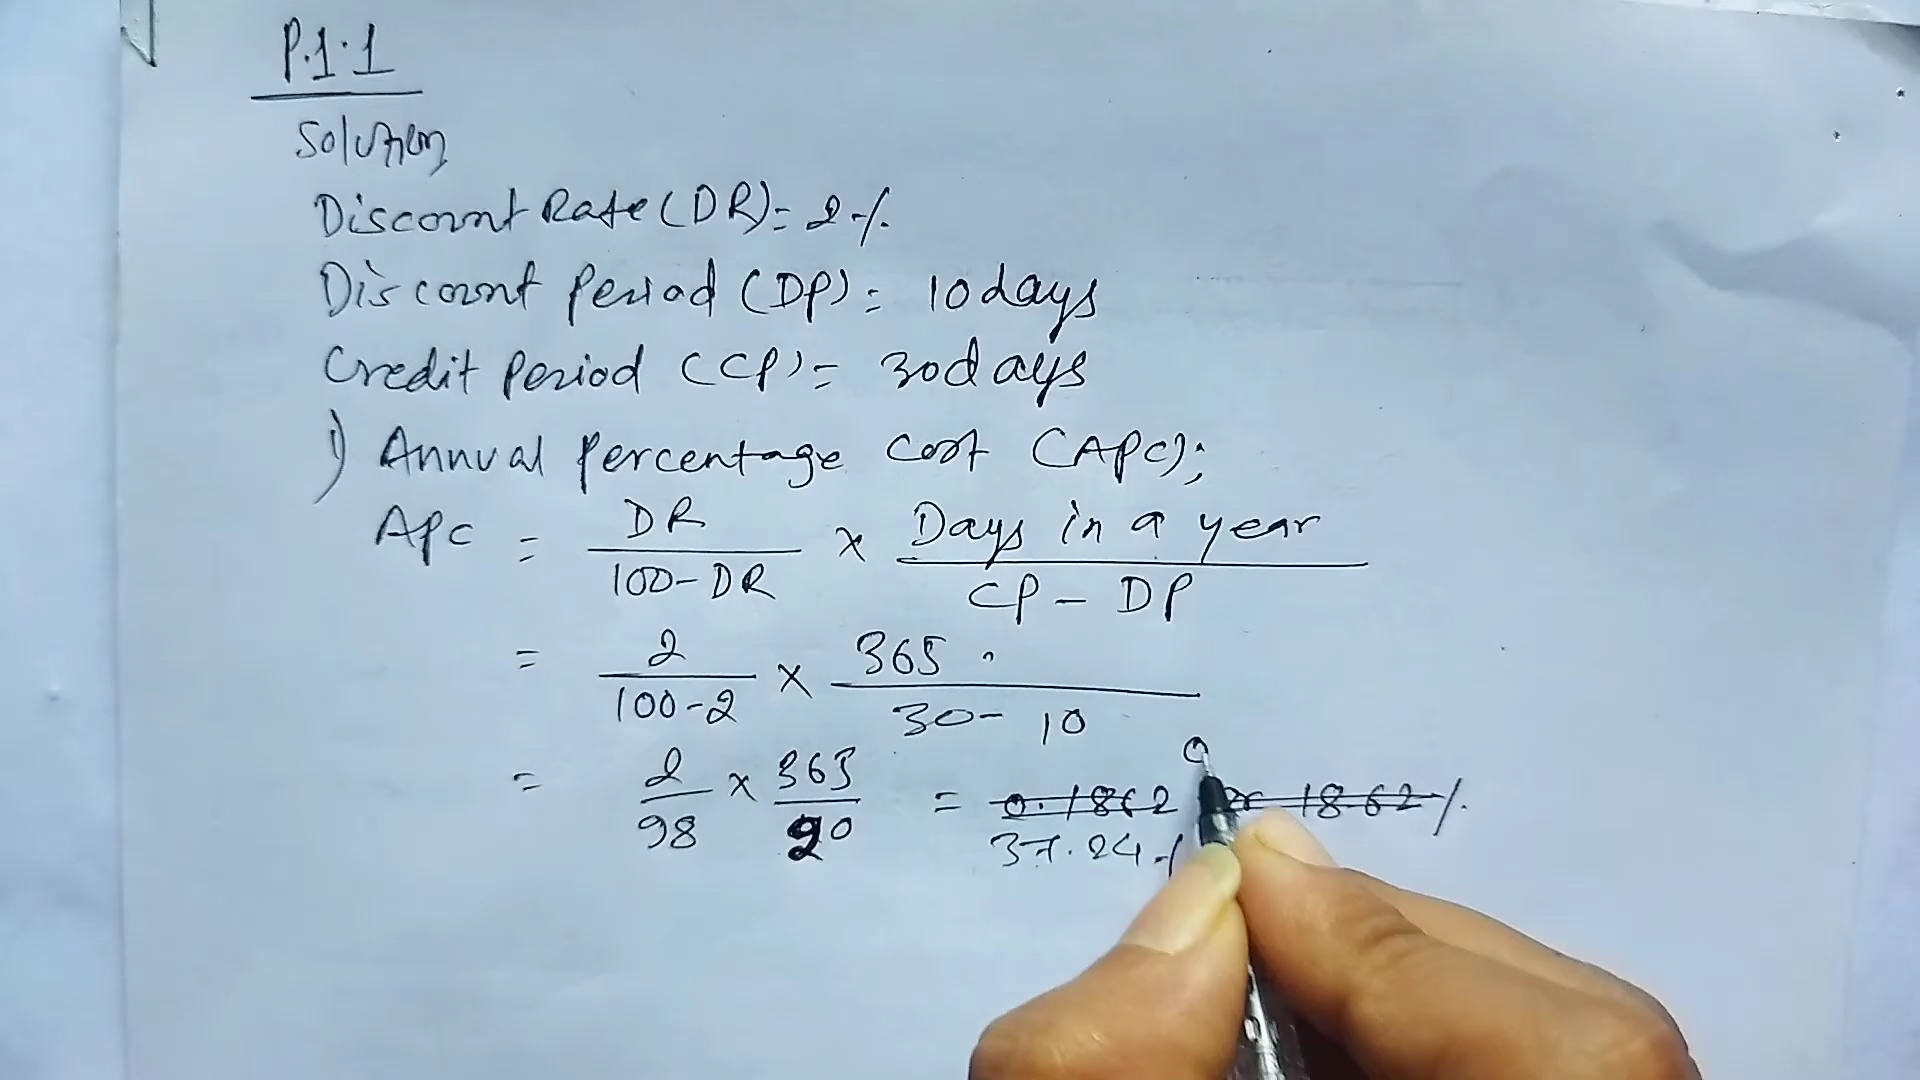 P.1.1
Solution
Discount Rate (DR) = 2%
Discount Period (DP) = 10 days
Credit Period (CP) = 30 days
1) Annual Percentage Cost (APC);
APC = DR / 100 - DR × Days in a year / CP - DP
= 2 / 100 - 2 × 365 / 30 - 10
= 2 / 98 × 365 / 20 = 0.1862 or 18.62%
37.24%